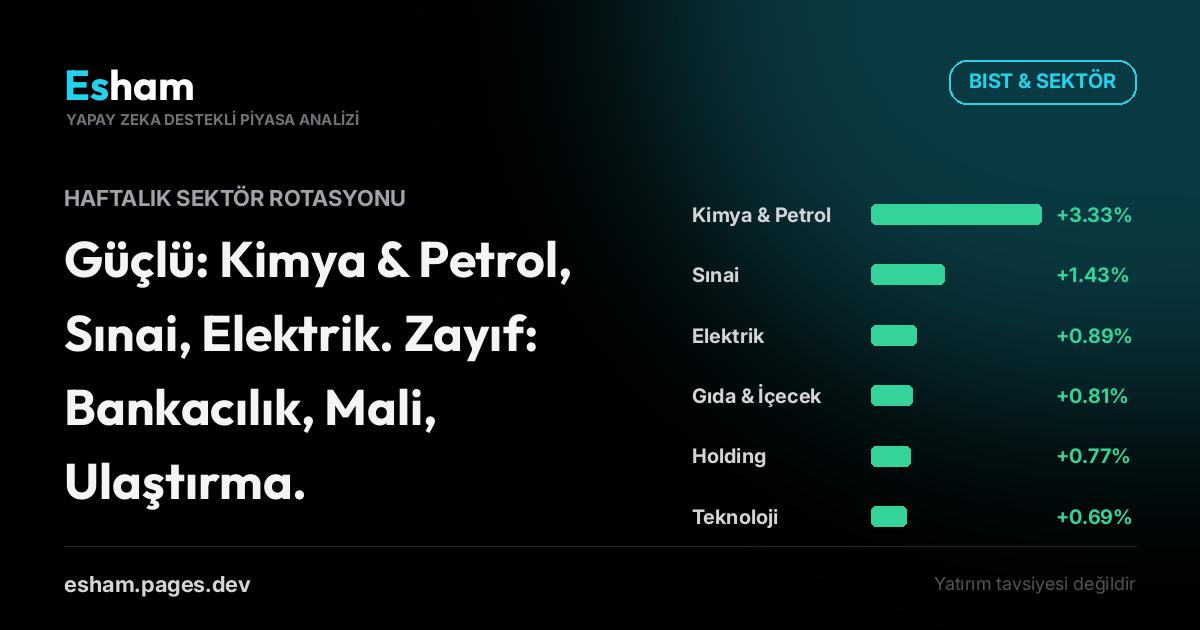 Esham
YAPAY ZEKA DESTEKLİ PİYASA ANALİZİ
BIST & SEKTÖR
HAFTALIK SEKTÖR ROTASYONU
Güçlü: Kimya & Petrol,
Sınai, Elektrik. Zayıf:
Bankacılık, Mali,
Ulaştırma.
Kimya & Petrol +3.33%
Sınai +1.43%
Elektrik +0.89%
Gıda & İçecek +0.81%
Holding +0.77%
Teknoloji +0.69%
esham.pages.dev
Yatırım tavsiyesi değildir